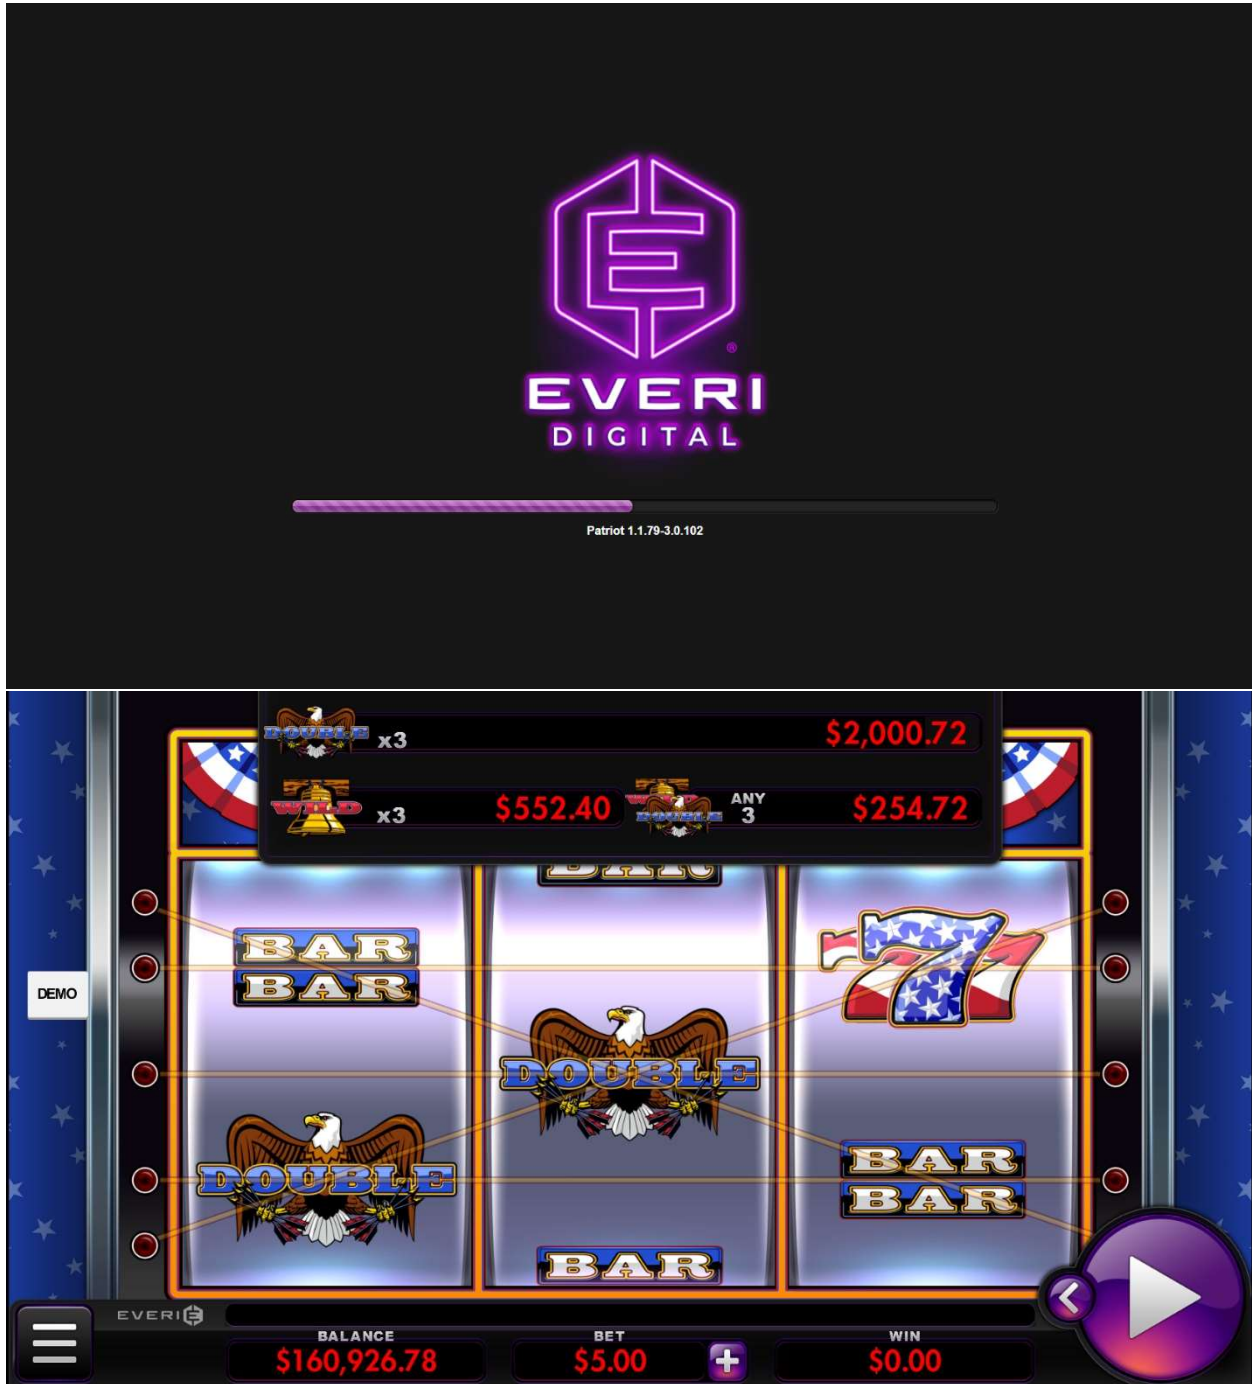 EVERI
DIGITAL
Patriot 1.1.79-3.0.102
DOUBLE x3 $2,000.72
WILD x3 $552.40 DOUBLE ANY 3 $254.72
BAR
BAR
BAR
777
DEMO
DOUBLE
DOUBLE
BAR
BAR
BAR
EVERI
BALANCE BET WIN
$160,926.78 $5.00 + $0.00